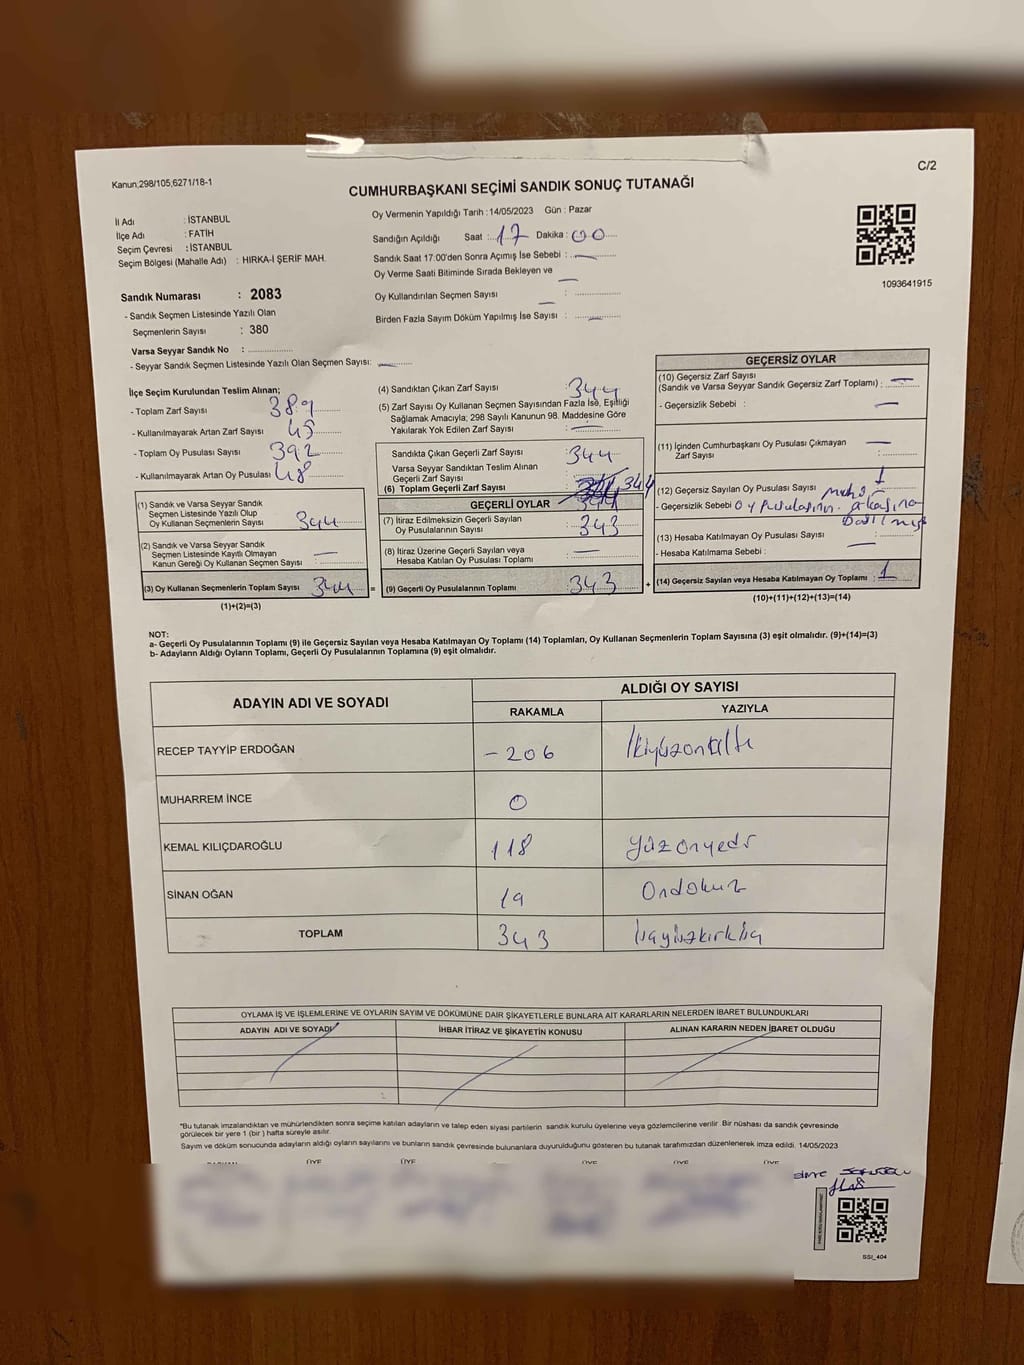 C/2
Kanun,298/105,6271/18-1
CUMHURBAŞKANI SEÇİMİ SANDIK SONUÇ TUTANAĞI
İl Adı : İSTANBUL
İlçe Adı : FATİH
Seçim Çevresi : İSTANBUL
Seçim Bölgesi (Mahalle Adı) : HIRKA-İ ŞERİF MAH.
Sandık Numarası : 2083
- Sandık Seçmen Listesinde Yazılı Olan
Seçmenlerin Sayısı : 380
Varsa Seyyar Sandık No : ..............
- Seyyar Sandık Seçmen Listesinde Yazılı Olan Seçmen Sayısı: —
Oy Vermenin Yapıldığı Tarih : 14/05/2023 Gün : Pazar
Sandığın Açıldığı Saat : 17 Dakika : 00
Sandık Saat 17:00'den Sonra Açımış İse Sebebi : —
Oy Verme Saati Bitiminde Sırada Bekleyen ve —
Oy Kullandırılan Seçmen Sayısı : —
Birden Fazla Sayım Döküm Yapılmış İse Sayısı : —
1093641915
İlçe Seçim Kurulundan Teslim Alınan;
- Toplam Zarf Sayısı 389
- Kullanılmayarak Artan Zarf Sayısı 45
- Toplam Oy Pusulası Sayısı 392
- Kullanılmayarak Artan Oy Pusulası 48
(1) Sandık ve Varsa Seyyar Sandık
Seçmen Listesinde Yazılı Olup
Oy Kullanan Seçmenlerin Sayısı 344
(2) Sandık ve Varsa Seyyar Sandık
Seçmen Listesinde Kayıtlı Olmayan
Kanun Gereği Oy Kullanan Seçmen Sayısı —
(3) Oy Kullanan Seçmenlerin Toplam Sayısı 344 =
(1)+(2)=(3)
(4) Sandıktan Çıkan Zarf Sayısı : 344
(5) Zarf Sayısı Oy Kullanan Seçmen Sayısından Fazla İse, Eşitliği
Sağlamak Amacıyla; 298 Sayılı Kanunun 98. Maddesine Göre
Yakılarak Yok Edilen Zarf Sayısı : —
Sandıkta Çıkan Geçerli Zarf Sayısı : 344
Varsa Seyyar Sandıktan Teslim Alınan
Geçerli Zarf Sayısı :
(6) Toplam Geçerli Zarf Sayısı : 344
GEÇERLİ OYLAR
(7) İtiraz Edilmeksizin Geçerli Sayılan
Oy Pusulalarının Sayısı : 343
(8) İtiraz Üzerine Geçerli Sayılan veya
Hesaba Katılan Oy Pusulası Toplamı : —
(9) Geçerli Oy Pusulalarının Toplamı : 343 +
GEÇERSİZ OYLAR
(10) Geçersiz Zarf Sayısı
(Sandık ve Varsa Seyyar Sandık Geçersiz Zarf Toplamı) : —
- Geçersizlik Sebebi : —
(11) İçinden Cumhurbaşkanı Oy Pusulası Çıkmayan
Zarf Sayısı : —
(12) Geçersiz Sayılan Oy Pusulası Sayısı : 1
- Geçersizlik Sebebi Oy Pusulasının arkasına
(13) Hesaba Katılmayan Oy Pusulası Sayısı :
- Hesaba Katılmama Sebebi : —
(14) Geçersiz Sayılan veya Hesaba Katılmayan Oy Toplamı : 1
(10)+(11)+(12)+(13)=(14)
NOT:
a- Geçerli Oy Pusulalarının Toplamı (9) ile Geçersiz Sayılan veya Hesaba Katılmayan Oy Toplamı (14) Toplamları, Oy Kullanan Seçmenlerin Toplam Sayısına (3) eşit olmalıdır. (9)+(14)=(3)
b- Adayların Aldığı Oyların Toplamı, Geçerli Oy Pusulalarının Toplamına (9) eşit olmalıdır.
ADAYIN ADI VE SOYADI ALDIĞI OY SAYISI
RAKAMLA YAZIYLA
RECEP TAYYİP ERDOĞAN - 206 İkiyüzonaltı
MUHARREM İNCE 0
KEMAL KILIÇDAROĞLU 118 yüzonyedi
SİNAN OĞAN 19 Ondokuz
TOPLAM 343 üçyüzkırküç
OYLAMA İŞ VE İŞLEMLERİNE VE OYLARIN SAYIM VE DÖKÜMÜNE DAİR ŞİKAYETLERLE BUNLARA AİT KARARLARIN NELERDEN İBARET BULUNDUKLARI
ADAYIN ADI VE SOYADI İHBAR İTİRAZ VE ŞİKAYETİN KONUSU ALINAN KARARIN NEDEN İBARET OLDUĞU
*Bu tutanak imzalandıktan ve mühürlendikten sonra seçime katılan adayların ve talep eden siyasi partilerin sandık kurulu üyelerine veya gözlemcilerine verilir. Bir nüshası da sandık çevresinde
görülecek bir yere 1 (bir ) hafta süreyle asılır.
Sayım ve döküm sonucunda adayların aldığı oyların sayılarını ve bunların sandık çevresinde bulunanlara duyurulduğunu gösteren bu tutanak tarafımızdan düzenlenerek imza edildi. 14/05/2023
ÜYE ÜYE ÜYE ÜYE ÜYE
SSI_404